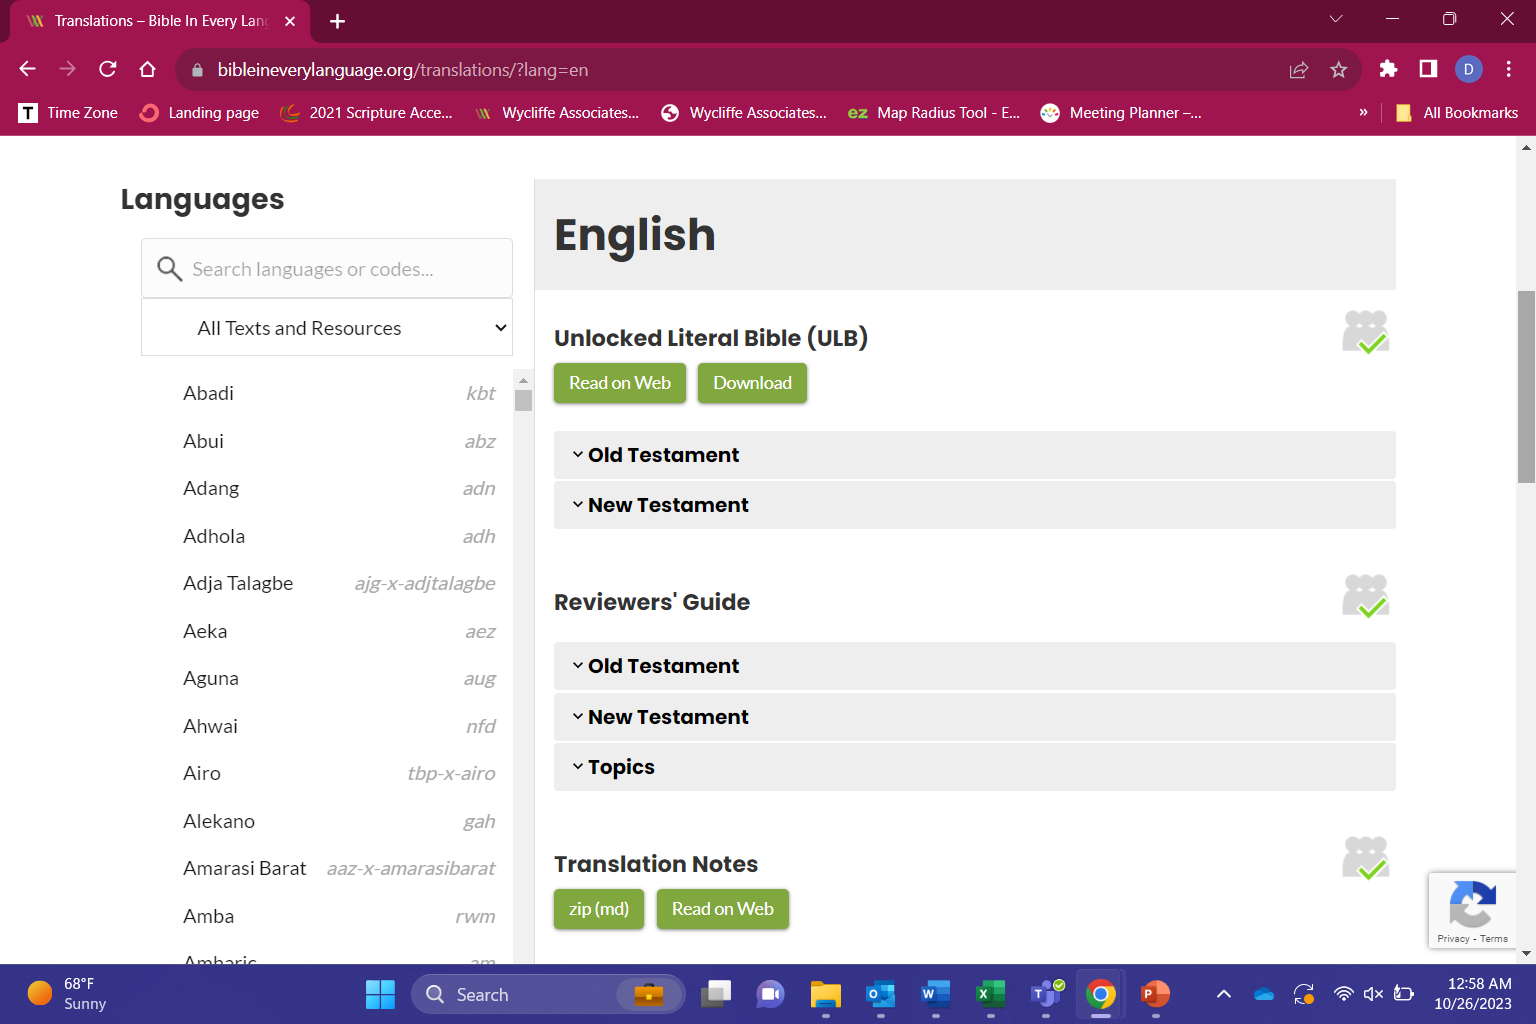 Translations – Bible In Every Lang
bibleineverylanguage.org/translations/?lang=en
D
T Time Zone
Landing page
2021 Scripture Acce...
Wycliffe Associates...
Wycliffe Associates...
ez Map Radius Tool - E...
Meeting Planner –...
»
All Bookmarks
Languages
Search languages or codes...
All Texts and Resources
Abadi kbt
Abui abz
Adang adn
Adhola adh
Adja Talagbe ajg-x-adjtalagbe
Aeka aez
Aguna aug
Ahwai nfd
Airo tbp-x-airo
Alekano gah
Amarasi Barat aaz-x-amarasibarat
Amba rwm
Amharic am
English
Unlocked Literal Bible (ULB)
Read on Web Download
Old Testament
New Testament
Reviewers' Guide
Old Testament
New Testament
Topics
Translation Notes
zip (md) Read on Web
Privacy - Terms
68°F
Sunny
Search
12:58 AM
10/26/2023